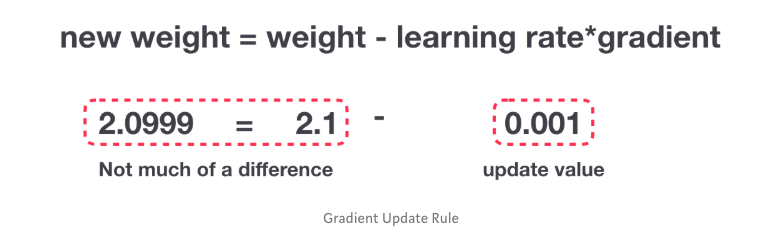 new weight = weight - learning rate*gradient
2.0999 = 2.1 - 0.001
Not much of a difference update value
Gradient Update Rule